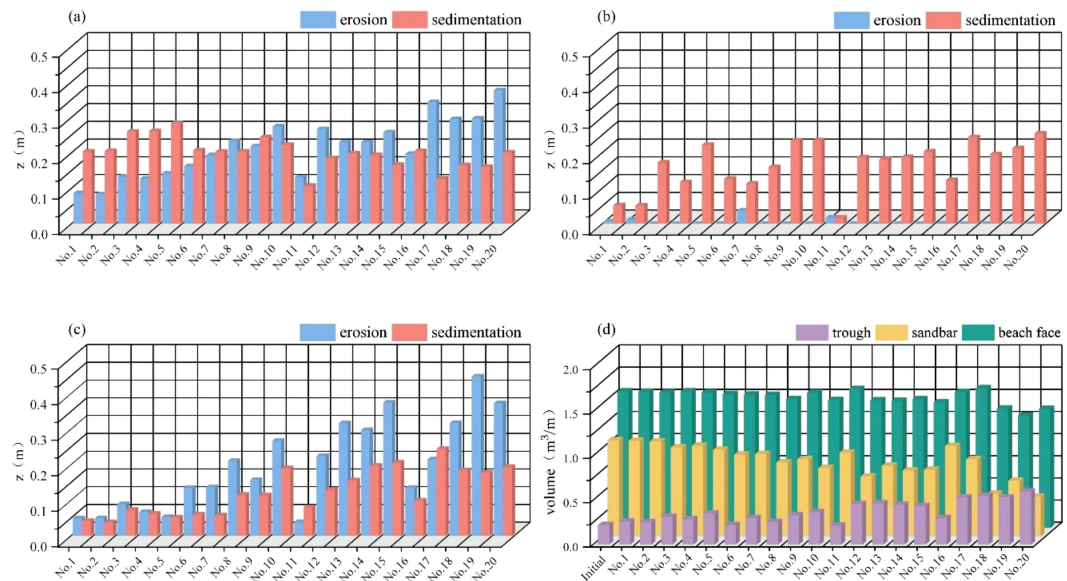 (a)
erosion sedimentation
0.5
0.4
0.3
0.2
0.1
0.0
z (m)
No.1 No.2 No.3 No.4 No.5 No.6 No.7 No.8 No.9 No.10 No.11 No.12 No.13 No.14 No.15 No.16 No.17 No.18 No.19 No.20
(b)
erosion sedimentation
0.5
0.4
0.3
0.2
0.1
0.0
z (m)
No.1 No.2 No.3 No.4 No.5 No.6 No.7 No.8 No.9 No.10 No.11 No.12 No.13 No.14 No.15 No.16 No.17 No.18 No.19 No.20
(c)
erosion sedimentation
0.5
0.4
0.3
0.2
0.1
0.0
z (m)
No.1 No.2 No.3 No.4 No.5 No.6 No.7 No.8 No.9 No.10 No.11 No.12 No.13 No.14 No.15 No.16 No.17 No.18 No.19 No.20
(d)
trough sandbar beach face
2.0
1.5
1.0
0.5
0.0
volume (m³/m)
Initial No.1 No.2 No.3 No.4 No.5 No.6 No.7 No.8 No.9 No.10 No.11 No.12 No.13 No.14 No.15 No.16 No.17 No.18 No.19 No.20